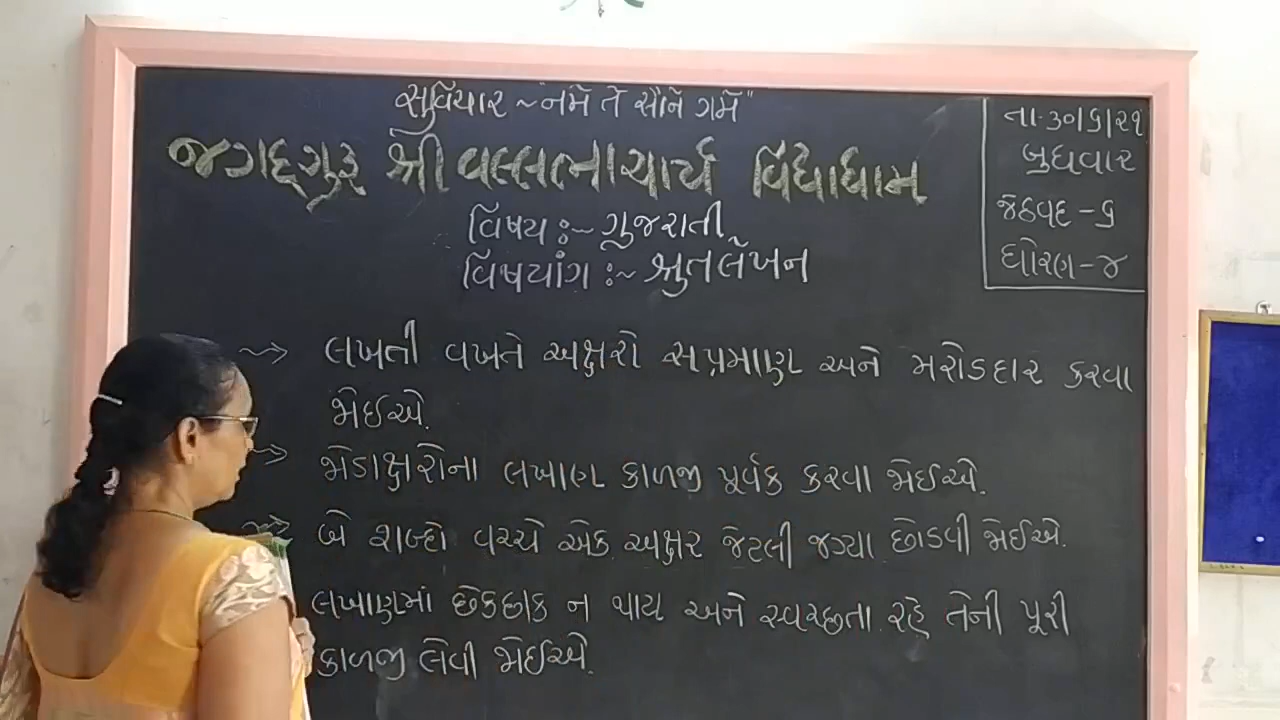 સુવિચાર ~ "નમે તે સૌને ગમે"
જગદ્ગુરૂ શ્રી વલ્લભાચાર્ય વિદ્યાધામ
વિષય :~ ગુજરાતી
વિષયાંગ :~ શ્રુતલેખન
તા-૩૦/૬/૨૧
બુધવાર
જેઠવદ - ૬
ધોરણ - ૪
લખતી વખતે અક્ષરો સપ્રમાણ અને મરોડદાર કરવા
જોઈએ.
જોડાક્ષરોના લખાણ કાળજી પૂર્વક કરવા જોઈએ.
બે શબ્દો વચ્ચે એક અક્ષર જેટલી જગ્યા છોડવી જોઈએ.
લખાણમાં છેકછાક ન થાય અને સ્વચ્છતા રહે તેની પૂરી
કાળજી લેવી જોઈએ.